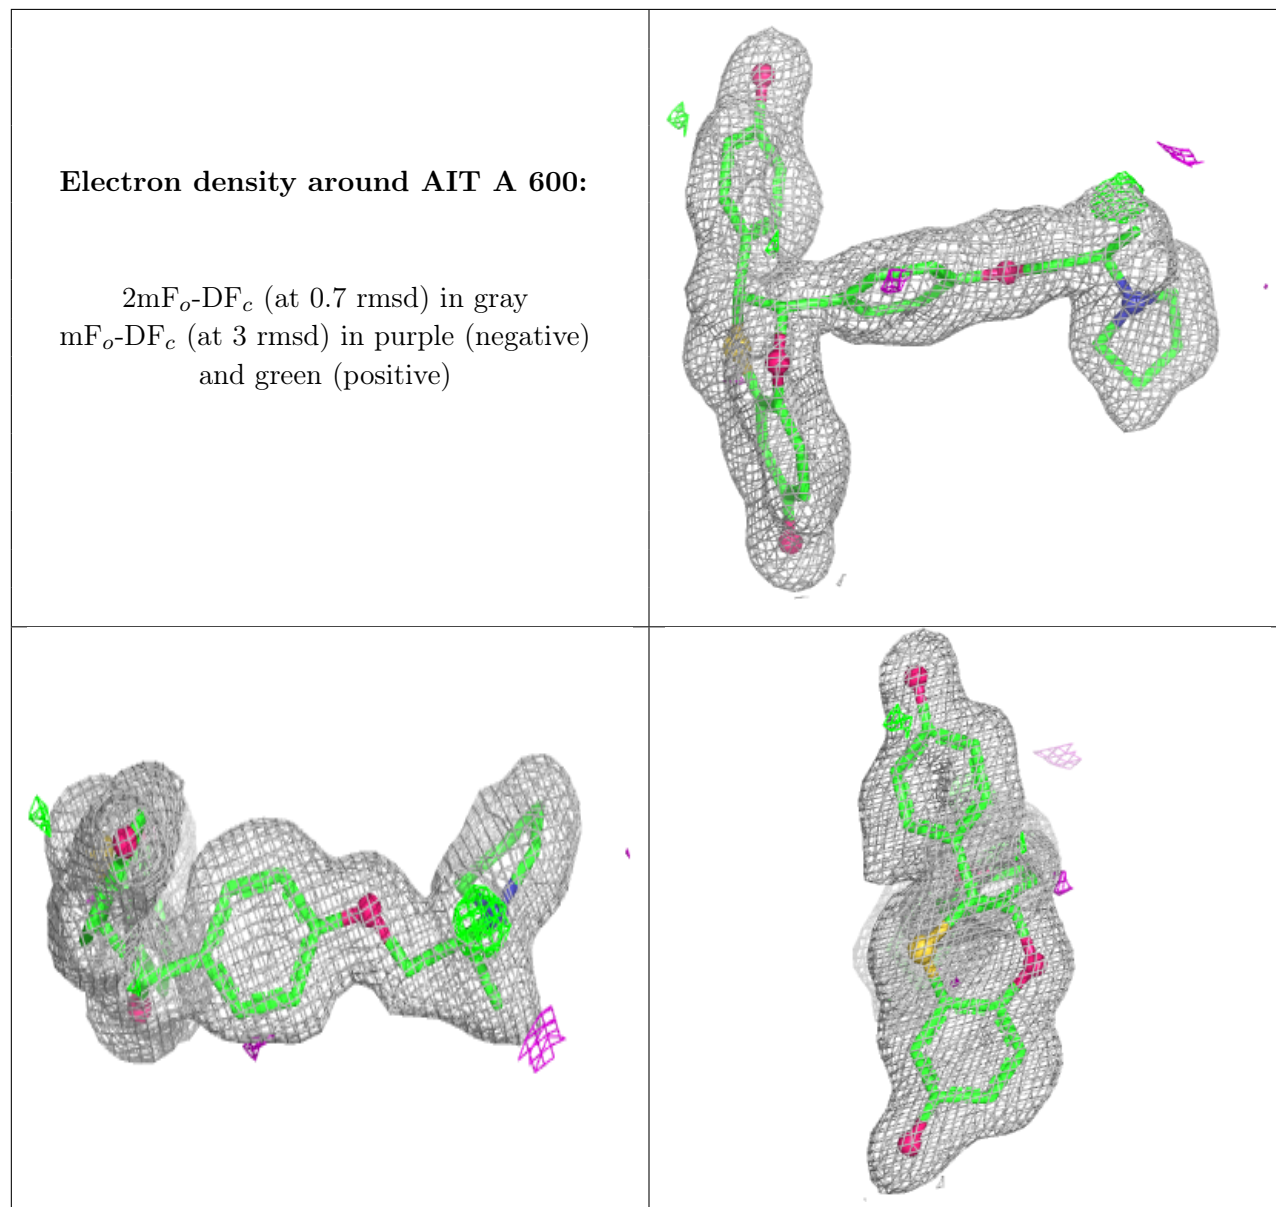 Electron density around AIT A 600:
2mFₒ-DF𝒸 (at 0.7 rmsd) in gray
mFₒ-DF𝒸 (at 3 rmsd) in purple (negative)
and green (positive)